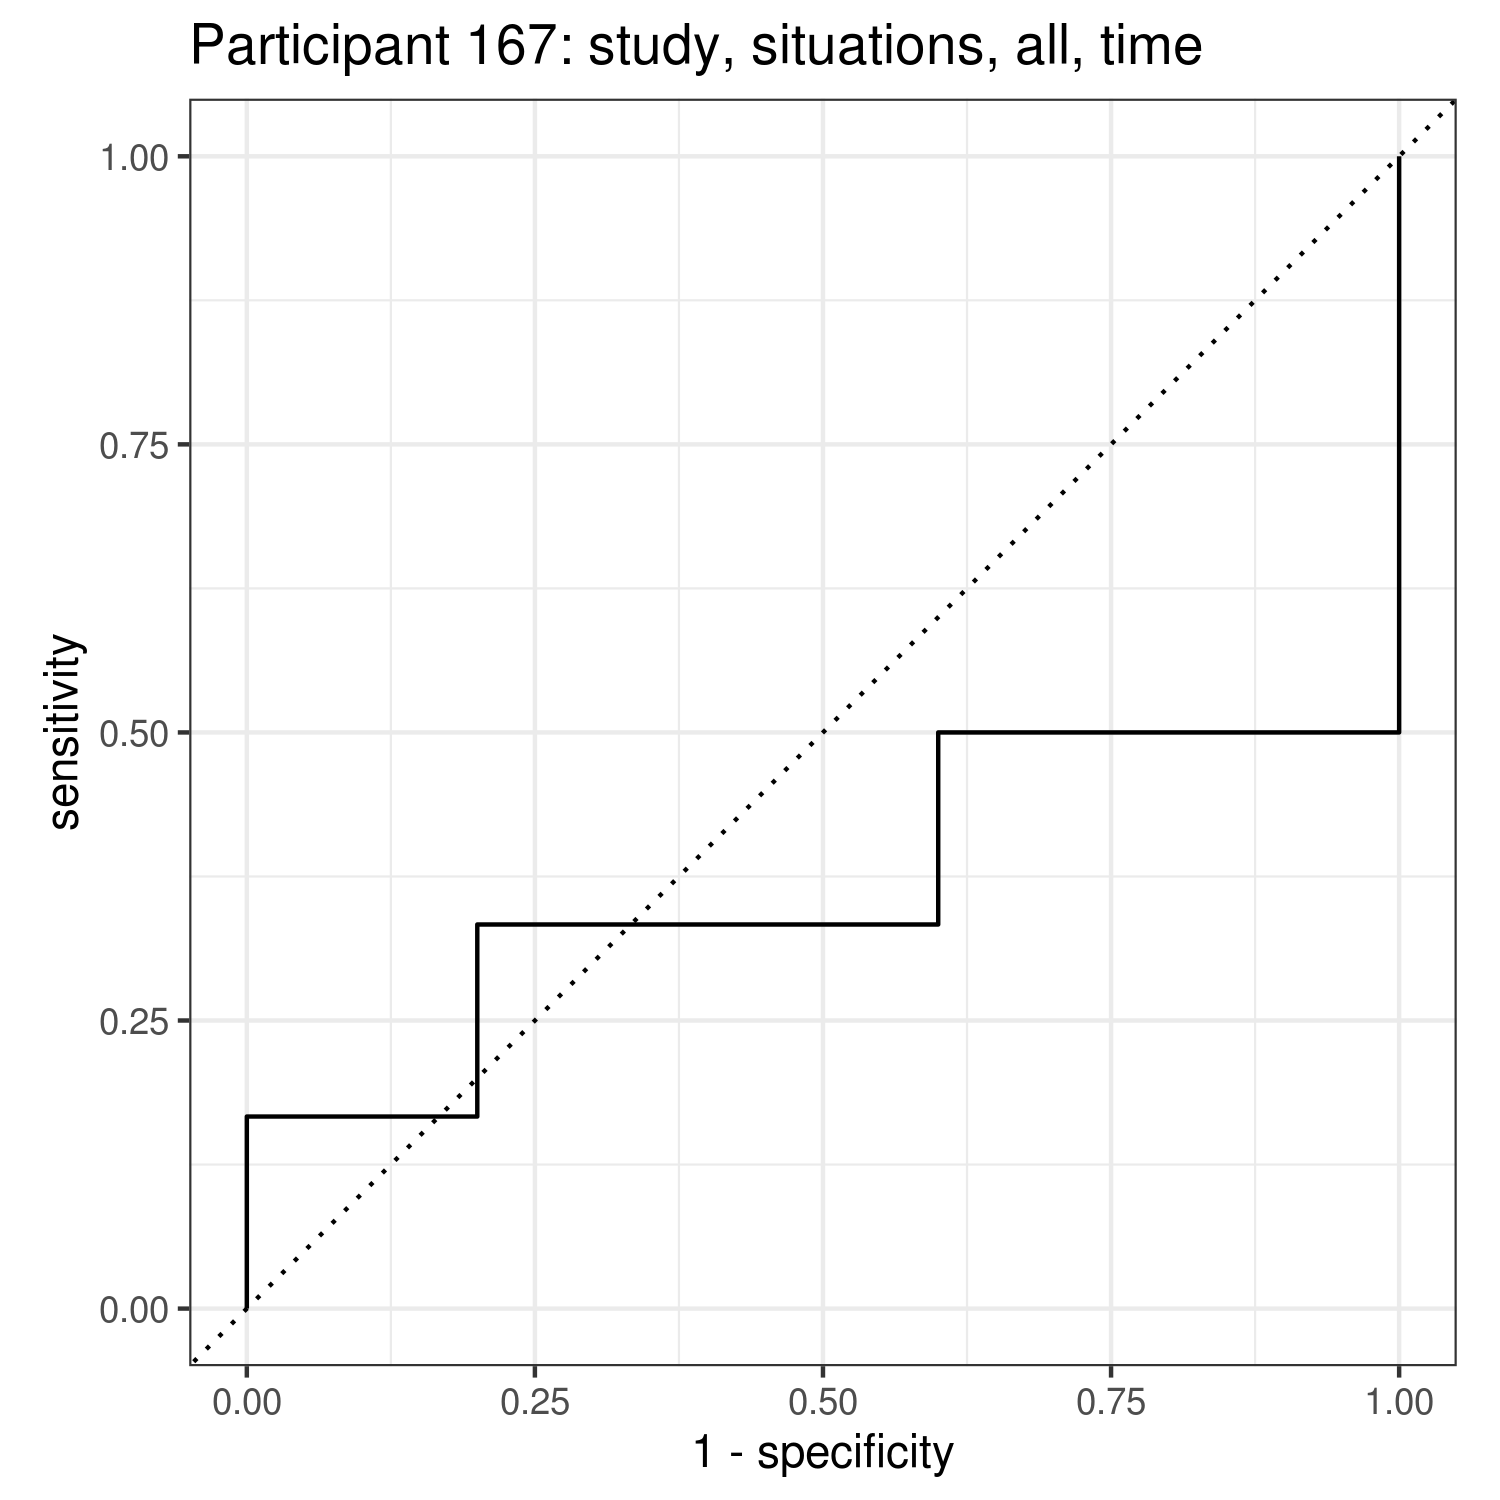 Participant 167: study, situations, all, time
1.00
0.75
0.50
0.25
0.00
sensitivity
0.00 0.25 0.50 0.75 1.00
1 - specificity